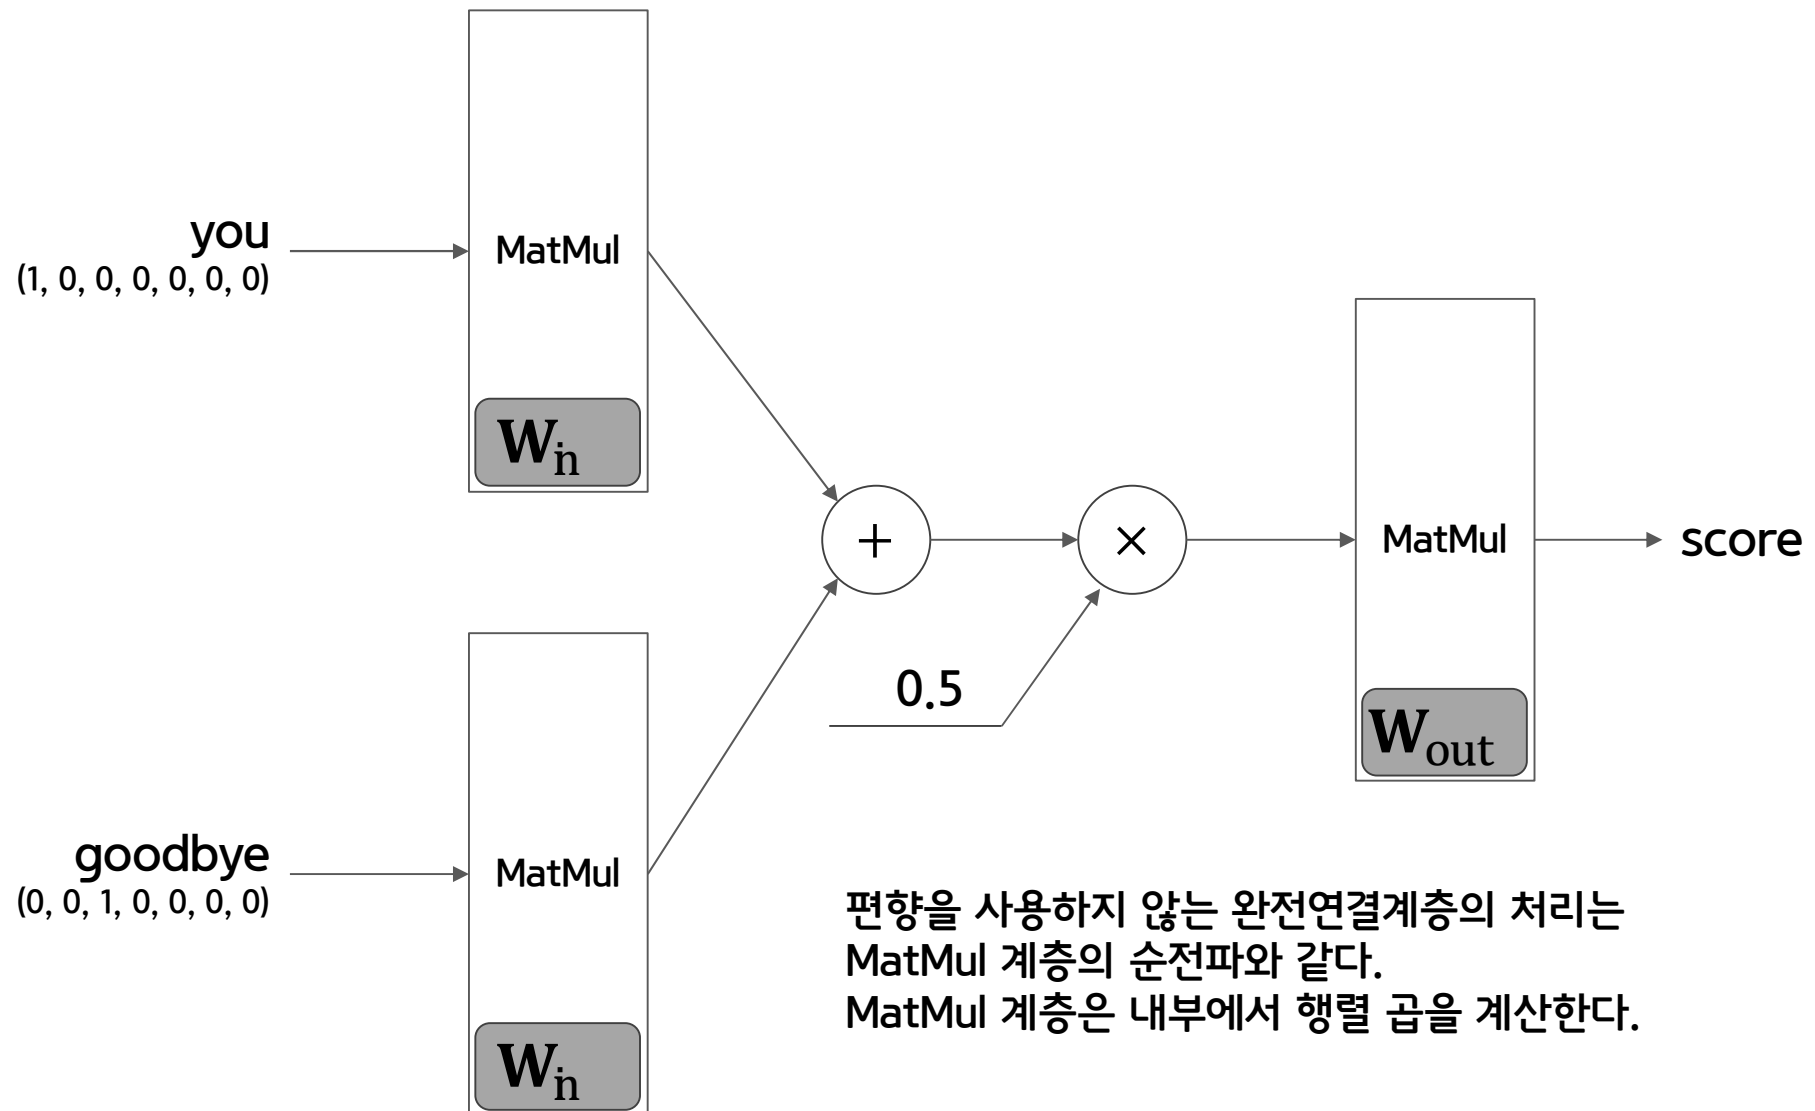 you
(1, 0, 0, 0, 0, 0, 0)
MatMul
W_in
+
×
0.5
MatMul
W_out
score
goodbye
(0, 0, 1, 0, 0, 0, 0)
MatMul
W_in
편향을 사용하지 않는 완전연결계층의 처리는
MatMul 계층의 순전파와 같다.
MatMul 계층은 내부에서 행렬 곱을 계산한다.